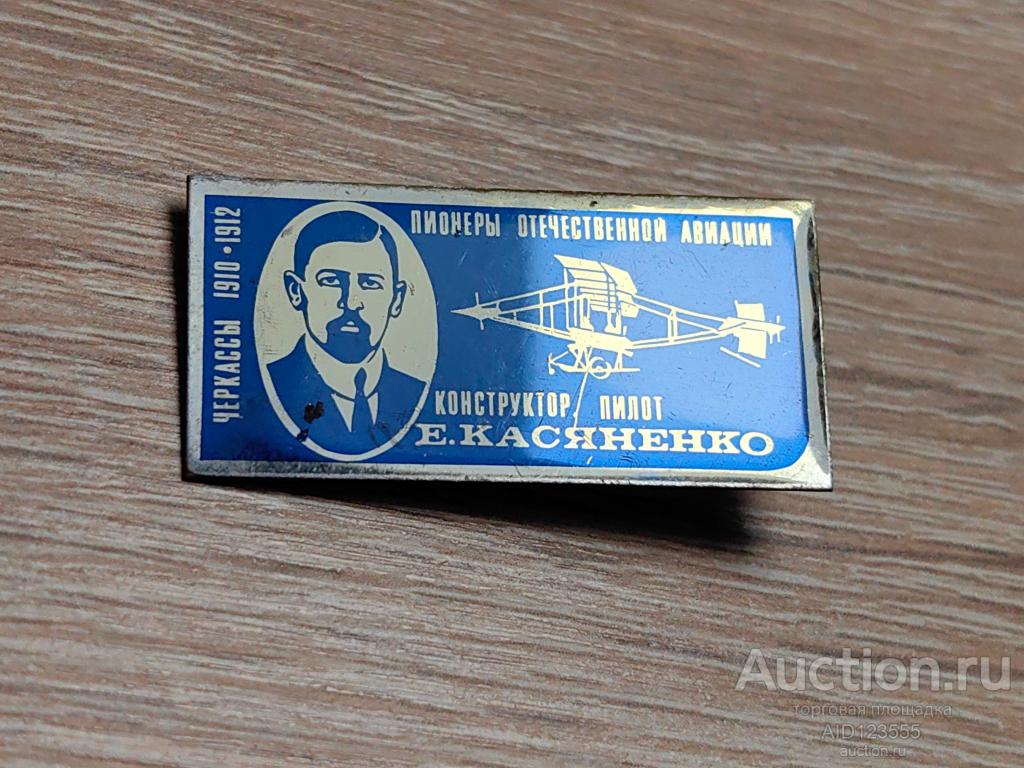 ЧЕРКАССЫ 1910 • 1912
ПИОНЕРЫ ОТЕЧЕСТВЕННОЙ АВИАЦИИ
КОНСТРУКТОР, ПИЛОТ
Е.КАСЯНЕНКО
Auction.ru
торговая площадка
AID123555
auction.ru